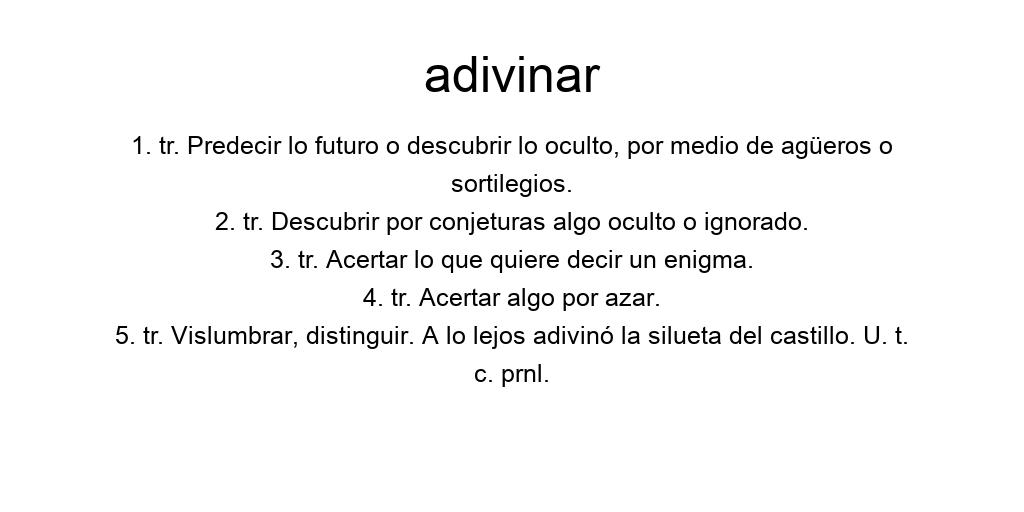 adivinar
1. tr. Predecir lo futuro o descubrir lo oculto, por medio de agüeros o
sortilegios.
2. tr. Descubrir por conjeturas algo oculto o ignorado.
3. tr. Acertar lo que quiere decir un enigma.
4. tr. Acertar algo por azar.
5. tr. Vislumbrar, distinguir. A lo lejos adivinó la silueta del castillo. U. t.
c. prnl.